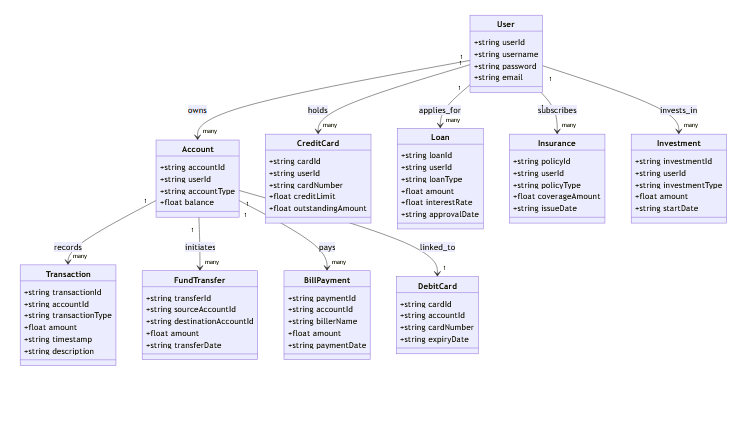 User
+string userId
+string username
+string password
+string email
1
1
1
1
owns
holds
applies_for
subscribes
invests_in
many
many
many
many
many
Account
+string accountId
+string userId
+string accountType
+float balance
CreditCard
+string cardId
+string userId
+string cardNumber
+float creditLimit
+float outstandingAmount
Loan
+string loanId
+string userId
+string loanType
+float amount
+float interestRate
+string approvalDate
Insurance
+string policyId
+string userId
+string policyType
+float coverageAmount
+string issueDate
Investment
+string investmentId
+string userId
+string investmentType
+float amount
+string startDate
1
1
1
1
records
initiates
pays
linked_to
many
many
many
1
Transaction
+string transactionId
+string accountId
+string transactionType
+float amount
+string timestamp
+string description
FundTransfer
+string transferId
+string sourceAccountId
+string destinationAccountId
+float amount
+string transferDate
BillPayment
+string paymentId
+string accountId
+string billerName
+float amount
+string paymentDate
DebitCard
+string cardId
+string accountId
+string cardNumber
+string expiryDate